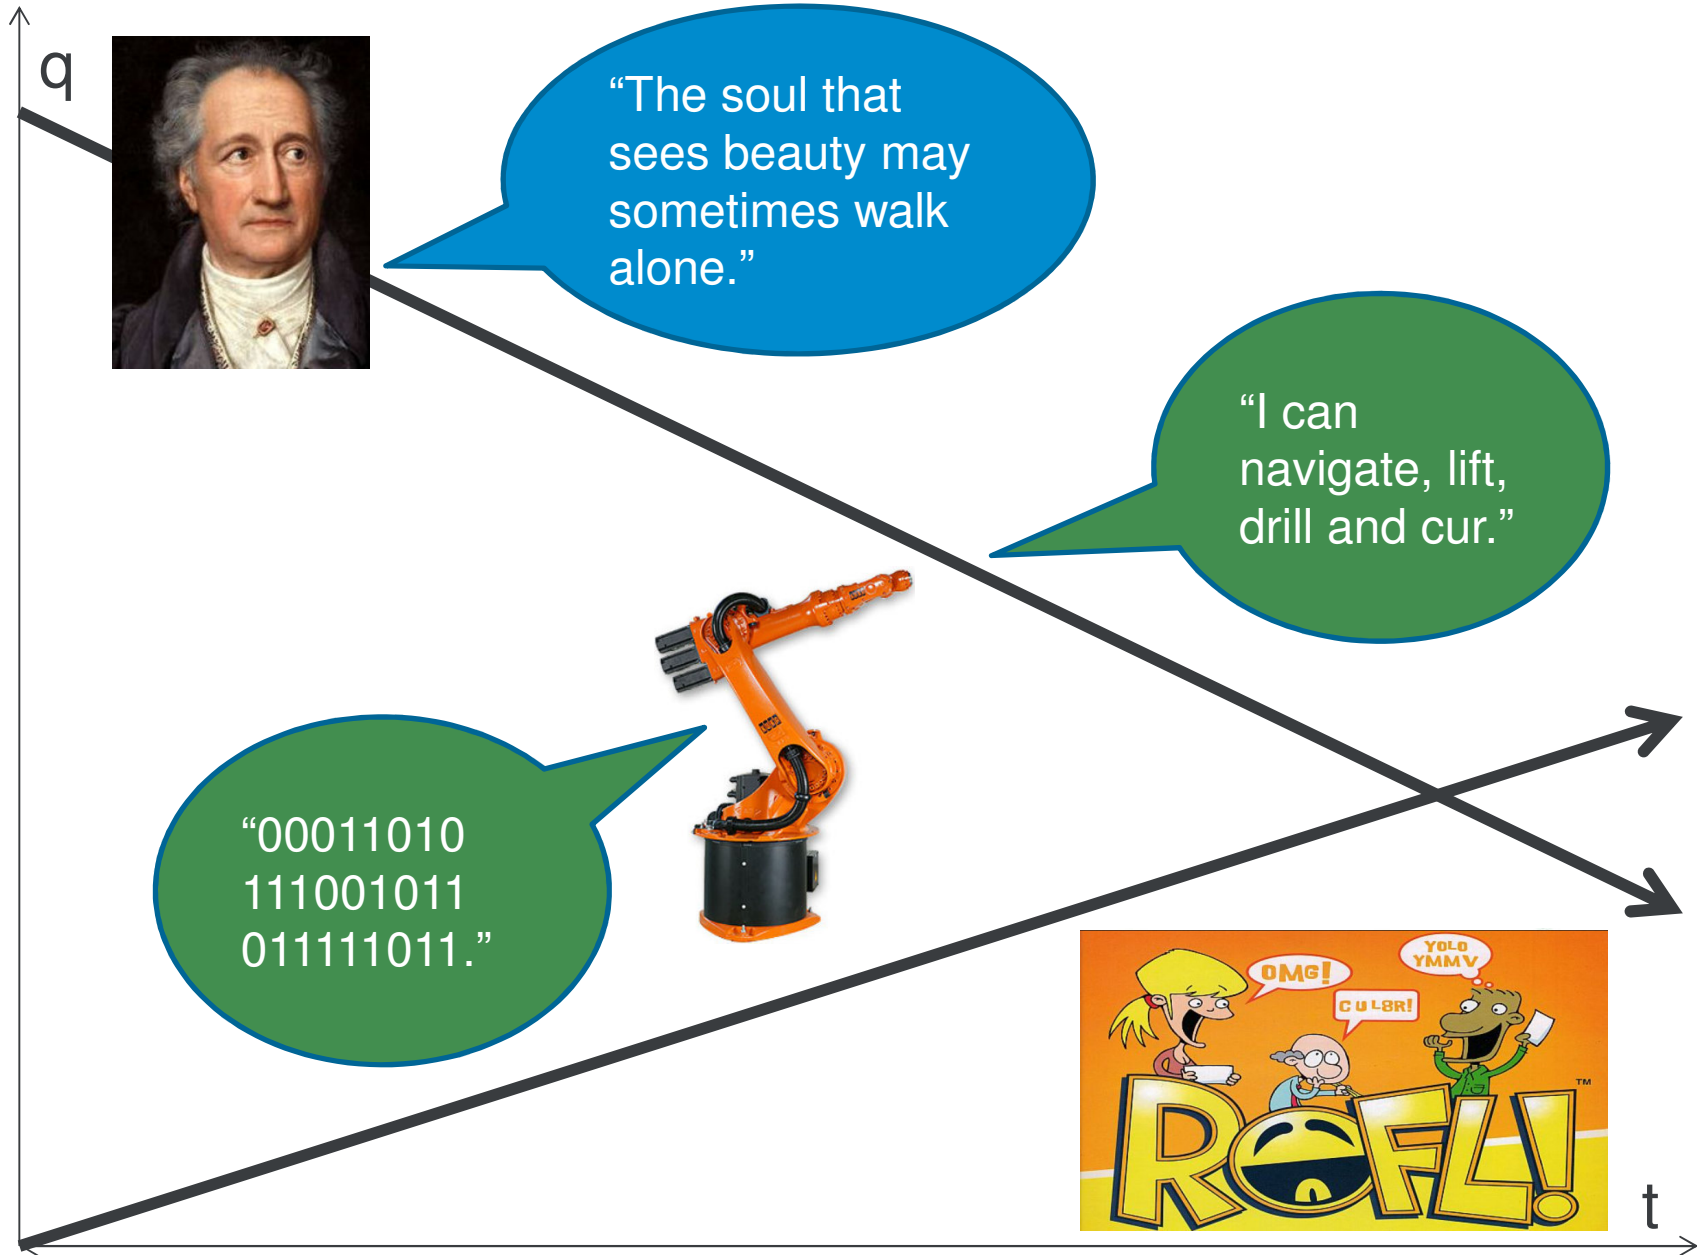 q
“The soul that
sees beauty may
sometimes walk
alone.”
“I can
navigate, lift,
drill and cur.”
“00011010
111001011
011111011.”
OMG!
YOLO
YMMV
C U L8R!
ROFL!
TM
t